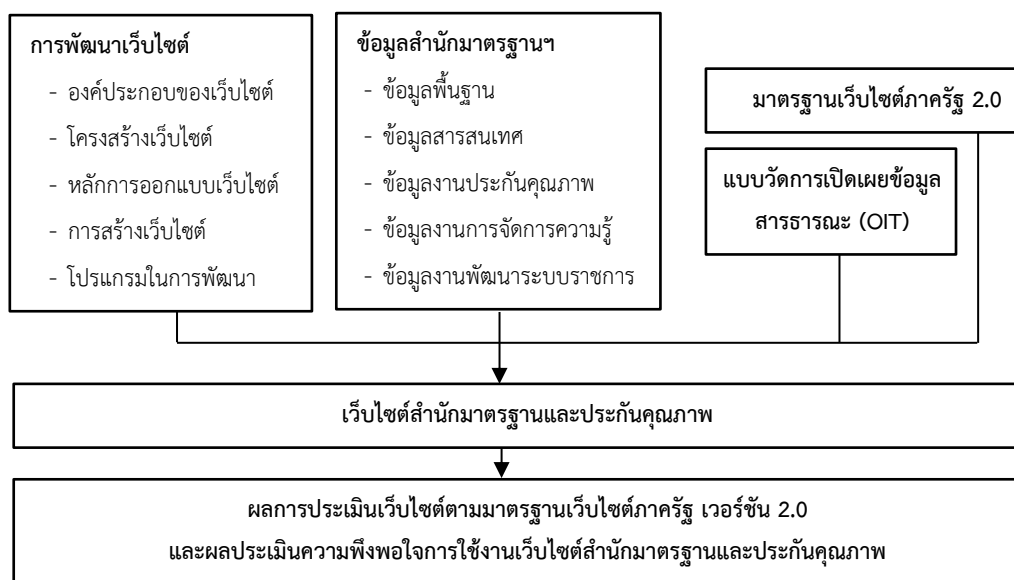 การพัฒนาเว็บไซต์
- องค์ประกอบของเว็บไซต์
- โครงสร้างเว็บไซต์
- หลักการออกแบบเว็บไซต์
- การสร้างเว็บไซต์
- โปรแกรมในการพัฒนา
ข้อมูลสำนักมาตรฐานฯ
- ข้อมูลพื้นฐาน
- ข้อมูลสารสนเทศ
- ข้อมูลงานประกันคุณภาพ
- ข้อมูลงานการจัดการความรู้
- ข้อมูลงานพัฒนาระบบราชการ
มาตรฐานเว็บไซต์ภาครัฐ 2.0
แบบวัดการเปิดเผยข้อมูล
สารธารณะ (OIT)
เว็บไซต์สำนักมาตรฐานและประกันคุณภาพ
ผลการประเมินเว็บไซต์ตามมาตรฐานเว็บไซต์ภาครัฐ เวอร์ชัน 2.0
และผลประเมินความพึงพอใจการใช้งานเว็บไซต์สำนักมาตรฐานและประกันคุณภาพ